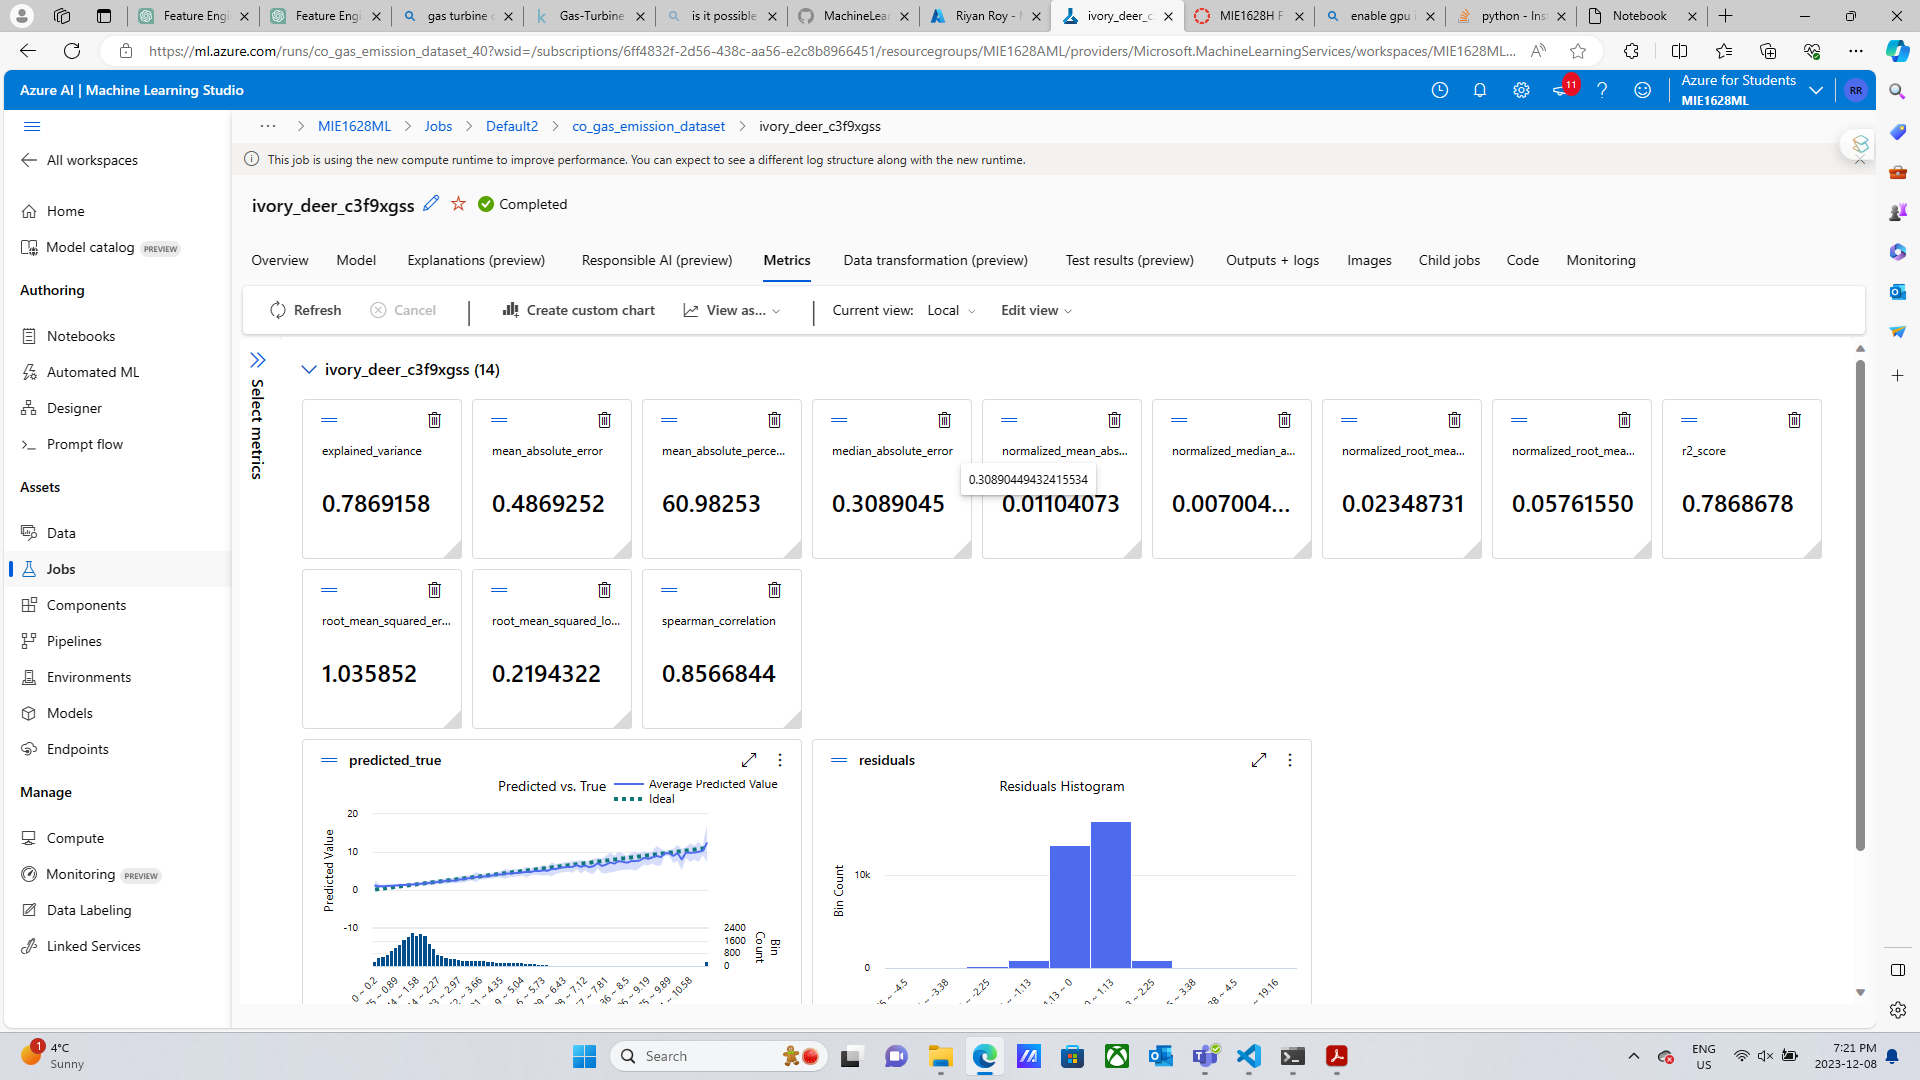 Feature Engi
Feature Engi
gas turbine c
Gas-Turbine
is it possible
MachineLear
Riyan Roy -
ivory_deer_c
MIE1628H F
enable gpu i
python - Inst
Notebook
https://ml.azure.com/runs/co_gas_emission_dataset_40?wsid=/subscriptions/6ff4832f-2d56-438c-aa56-e2c8b8966451/resourcegroups/MIE1628AML/providers/Microsoft.MachineLearningServices/workspaces/MIE1628ML...
Azure AI | Machine Learning Studio
11
Azure for Students
MIE1628ML
RR
All workspaces
Home
Model catalog PREVIEW
Authoring
Notebooks
Automated ML
Designer
Prompt flow
Assets
Data
Jobs
Components
Pipelines
Environments
Models
Endpoints
Manage
Compute
Monitoring PREVIEW
Data Labeling
Linked Services
... > MIE1628ML > Jobs > Default2 > co_gas_emission_dataset > ivory_deer_c3f9xgss
This job is using the new compute runtime to improve performance. You can expect to see a different log structure along with the new runtime.
ivory_deer_c3f9xgss Completed
Overview Model Explanations (preview) Responsible AI (preview) Metrics Data transformation (preview) Test results (preview) Outputs + logs Images Child jobs Code Monitoring
Refresh Cancel | Create custom chart View as... | Current view: Local Edit view
Select metrics
ivory_deer_c3f9xgss (14)
explained_variance
0.7869158
mean_absolute_error
0.4869252
mean_absolute_perce...
60.98253
median_absolute_error
0.3089045
0.30890449432415534
normalized_mean_abs...
0.01104073
normalized_median_a...
0.007004...
normalized_root_mea...
0.02348731
normalized_root_mea...
0.05761550
r2_score
0.7868678
root_mean_squared_er...
1.035852
root_mean_squared_lo...
0.2194322
spearman_correlation
0.8566844
predicted_true
Predicted vs. True
Average Predicted Value
Ideal
Predicted Value
20
10
0
-10
2400
1600
800
0
Bin
Count
0 ~ 0.2
~ 0.89
~ 1.58
~ 2.27
~ 2.97
~ 3.66
~ 4.35
~ 5.04
~ 5.73
~ 6.43
~ 7.12
~ 7.81
~ 8.5
~ 9.19
~ 9.89
~ 10.58
residuals
Residuals Histogram
Bin Count
10k
0
~ -4.5
~ -3.38
~ -2.25
~ -1.13
1.13 ~ 0
0 ~ 1.13
~ 2.25
~ 3.38
~ 4.5
~ 19.16
1
4°C
Sunny
Search
ENG
US
7:21 PM
2023-12-08